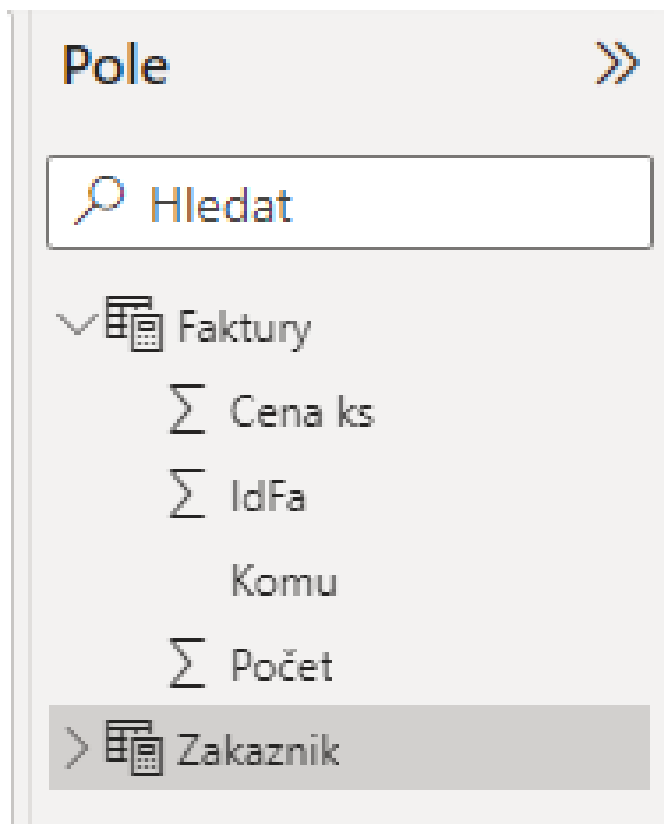 Pole
Hledat
Faktury
Cena ks
IdFa
Komu
Počet
Zakaznik